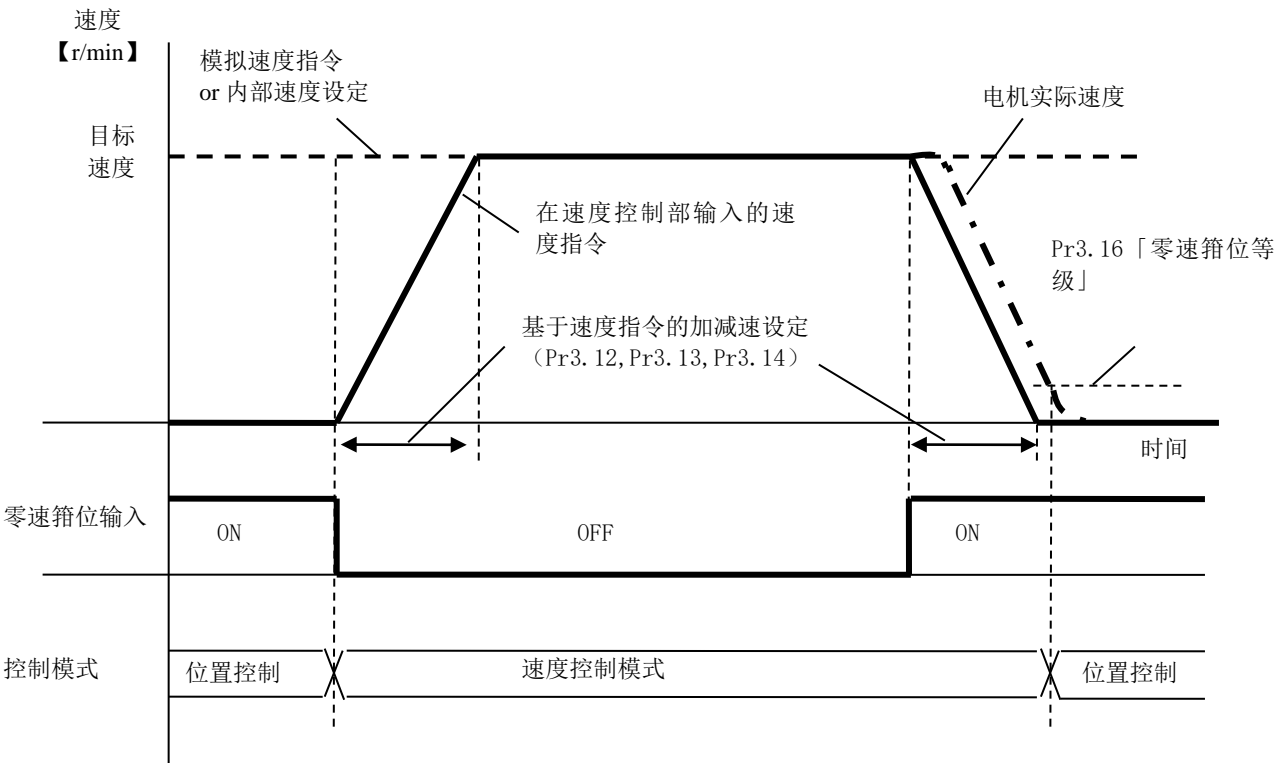 速度
【r/min】
模拟速度指令
or 内部速度设定
电机实际速度
目标
速度
在速度控制部输入的速
度指令
Pr3.16「零速箝位等
级」
基于速度指令的加减速设定
（Pr3.12,Pr3.13,Pr3.14）
时间
零速箝位输入
ON
OFF
ON
控制模式
位置控制
速度控制模式
位置控制